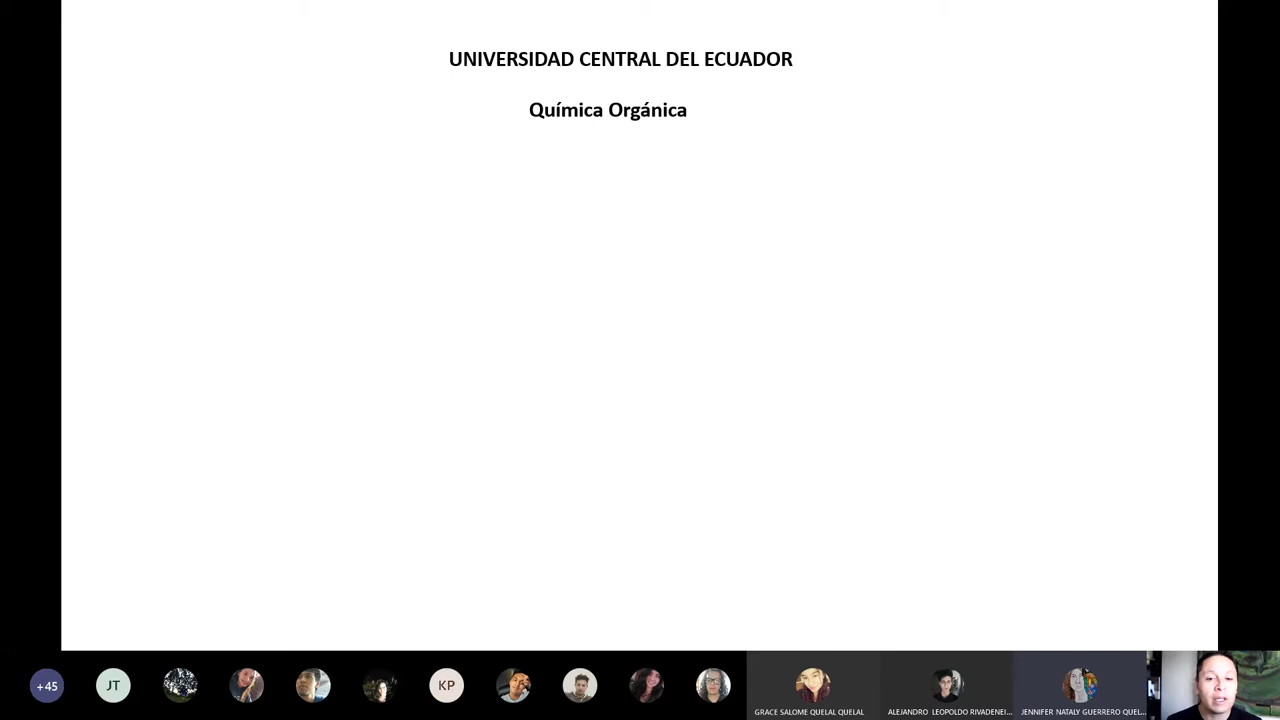 UNIVERSIDAD CENTRAL DEL ECUADOR
Química Orgánica
+45
JT
KP
GRACE SALOME QUELAL QUELAL
ALEJANDRO LEOPOLDO RIVADENEI...
JENNIFER NATALY GUERRERO QUEL...